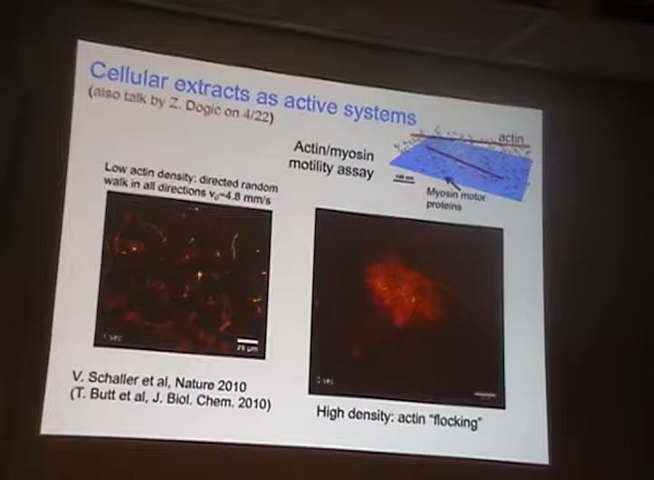 Cellular extracts as active systems
(also talk by Z. Dogic on 4/22)
Actin/myosin
motility assay
actin
Myosin motor
proteins
Low actin density: directed random
walk in all directions v₀~4.8 mm/s
25 µm
V. Schaller et al, Nature 2010
(T. Butt et al, J. Biol. Chem. 2010)
High density: actin "flocking"